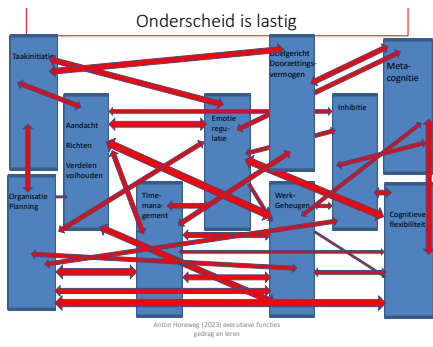 Onderscheid is lastig
Taakinitiatie
Doelgericht
Doorzettings-
vermogen
Meta-
cognitie
Aandacht
Richten
Verdelen
volhouden
Emotie
regu-
latie
Inhibitie
Organisatie
Planning
Time-
mana-
gement
Werk-
Geheugen
Cognitieve
flexibiliteit
Anton Horeweg (2023) executieve functies
gedrag en leren